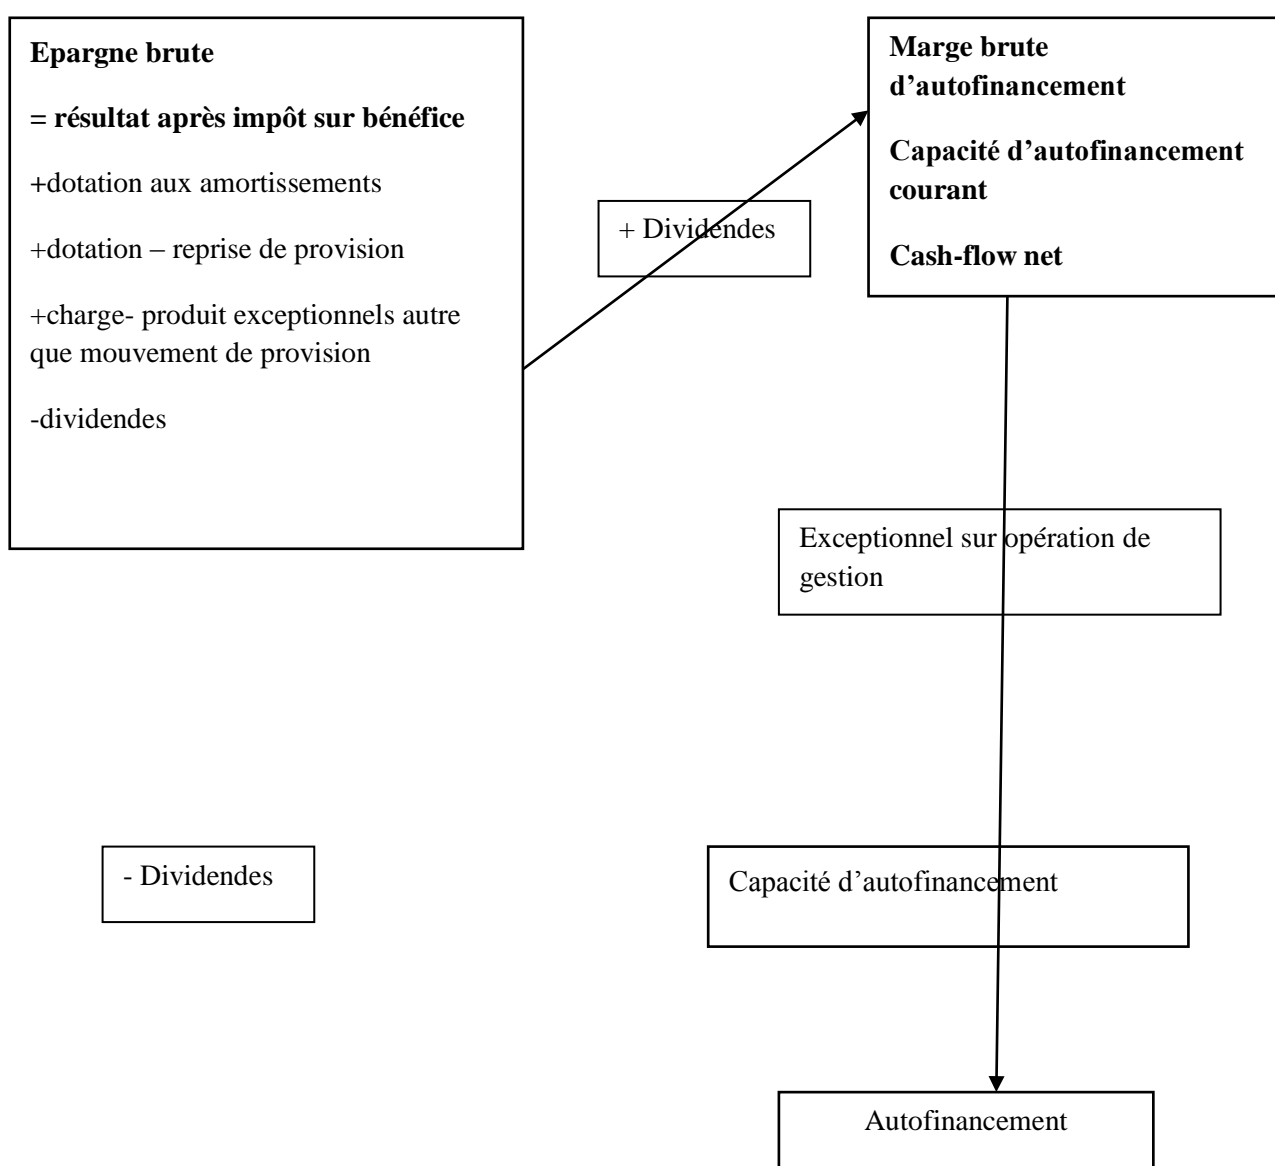 Epargne brute
= résultat après impôt sur bénéfice
+dotation aux amortissements
+dotation – reprise de provision
+charge- produit exceptionnels autre
que mouvement de provision
-dividendes
+ Dividendes
Marge brute
d’autofinancement
Capacité d’autofinancement
courant
Cash-flow net
Exceptionnel sur opération de
gestion
- Dividendes
Capacité d’autofinancement
Autofinancement